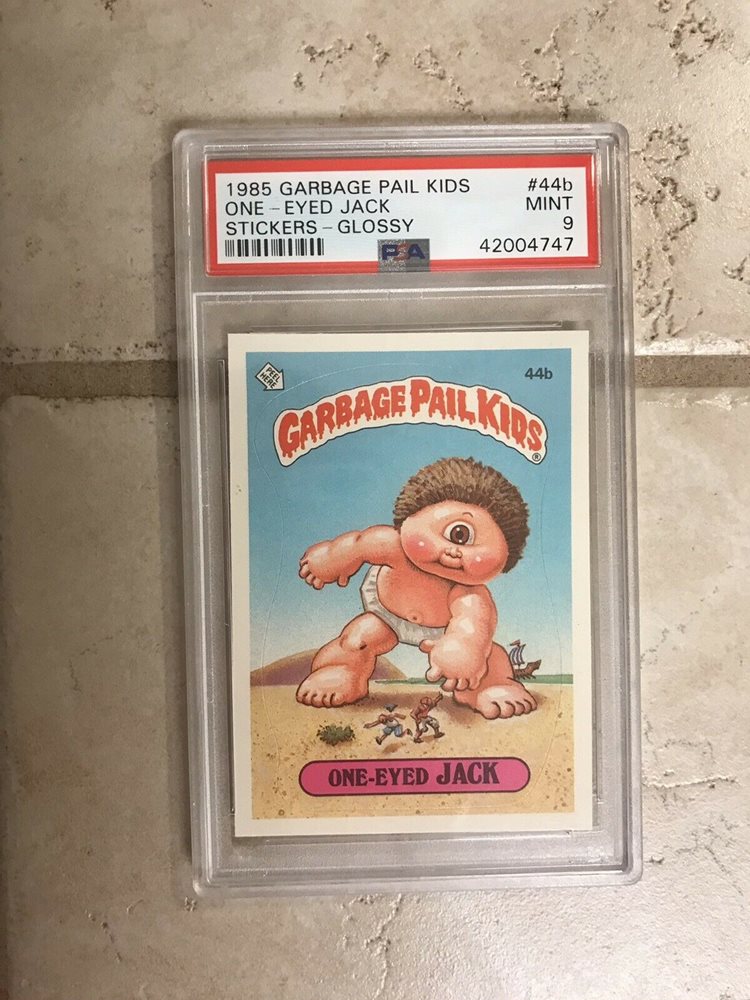 1985 GARBAGE PAIL KIDS #44b
ONE-EYED JACK MINT
STICKERS-GLOSSY 9
PSA 42004747
PEEL
HERE
44b
GARBAGE PAIL KIDS®
ONE-EYED JACK